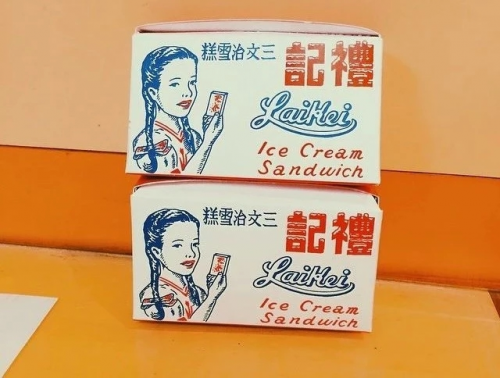 禮記
三文治雪糕
LaiKei
Ice Cream
Sandwich
禮記
三文治雪糕
LaiKei
Ice Cream
Sandwich